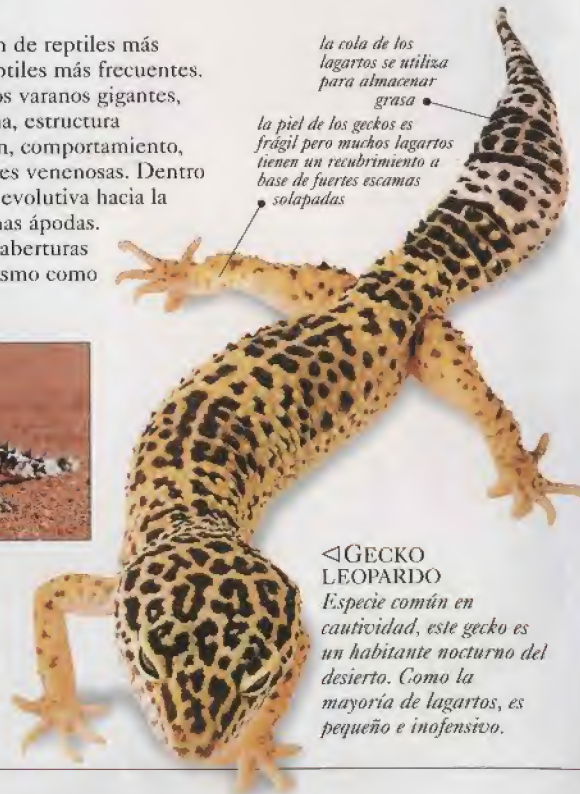 n de reptiles más
ptiles más frecuentes.
os varanos gigantes,
na, estructura
n, comportamiento,
es venenosas. Dentro
evolutiva hacia la
nas ápodas.
aberturas
ismo como
la cola de los
lagartos se utiliza
para almacenar
grasa
la piel de los geckos es
frágil pero muchos lagartos
tienen un recubrimiento a
base de fuertes escamas
solapadas
◁GECKO
LEOPARDO
Especie común en
cautividad, este gecko es
un habitante nocturno del
desierto. Como la
mayoría de lagartos, es
pequeño e inofensivo.